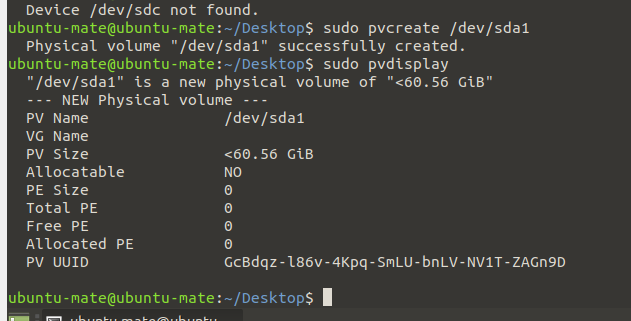 Device /dev/sdc not found.
ubuntu-mate@ubuntu-mate:~/Desktop$ sudo pvcreate /dev/sda1
Physical volume "/dev/sda1" successfully created.
ubuntu-mate@ubuntu-mate:~/Desktop$ sudo pvdisplay
"/dev/sda1" is a new physical volume of "<60.56 GiB"
--- NEW Physical volume ---
PV Name /dev/sda1
VG Name
PV Size <60.56 GiB
Allocatable NO
PE Size 0
Total PE 0
Free PE 0
Allocated PE 0
PV UUID GcBdqz-l86v-4Kpq-SmLU-bnLV-NV1T-ZAGn9D
ubuntu-mate@ubuntu-mate:~/Desktop$